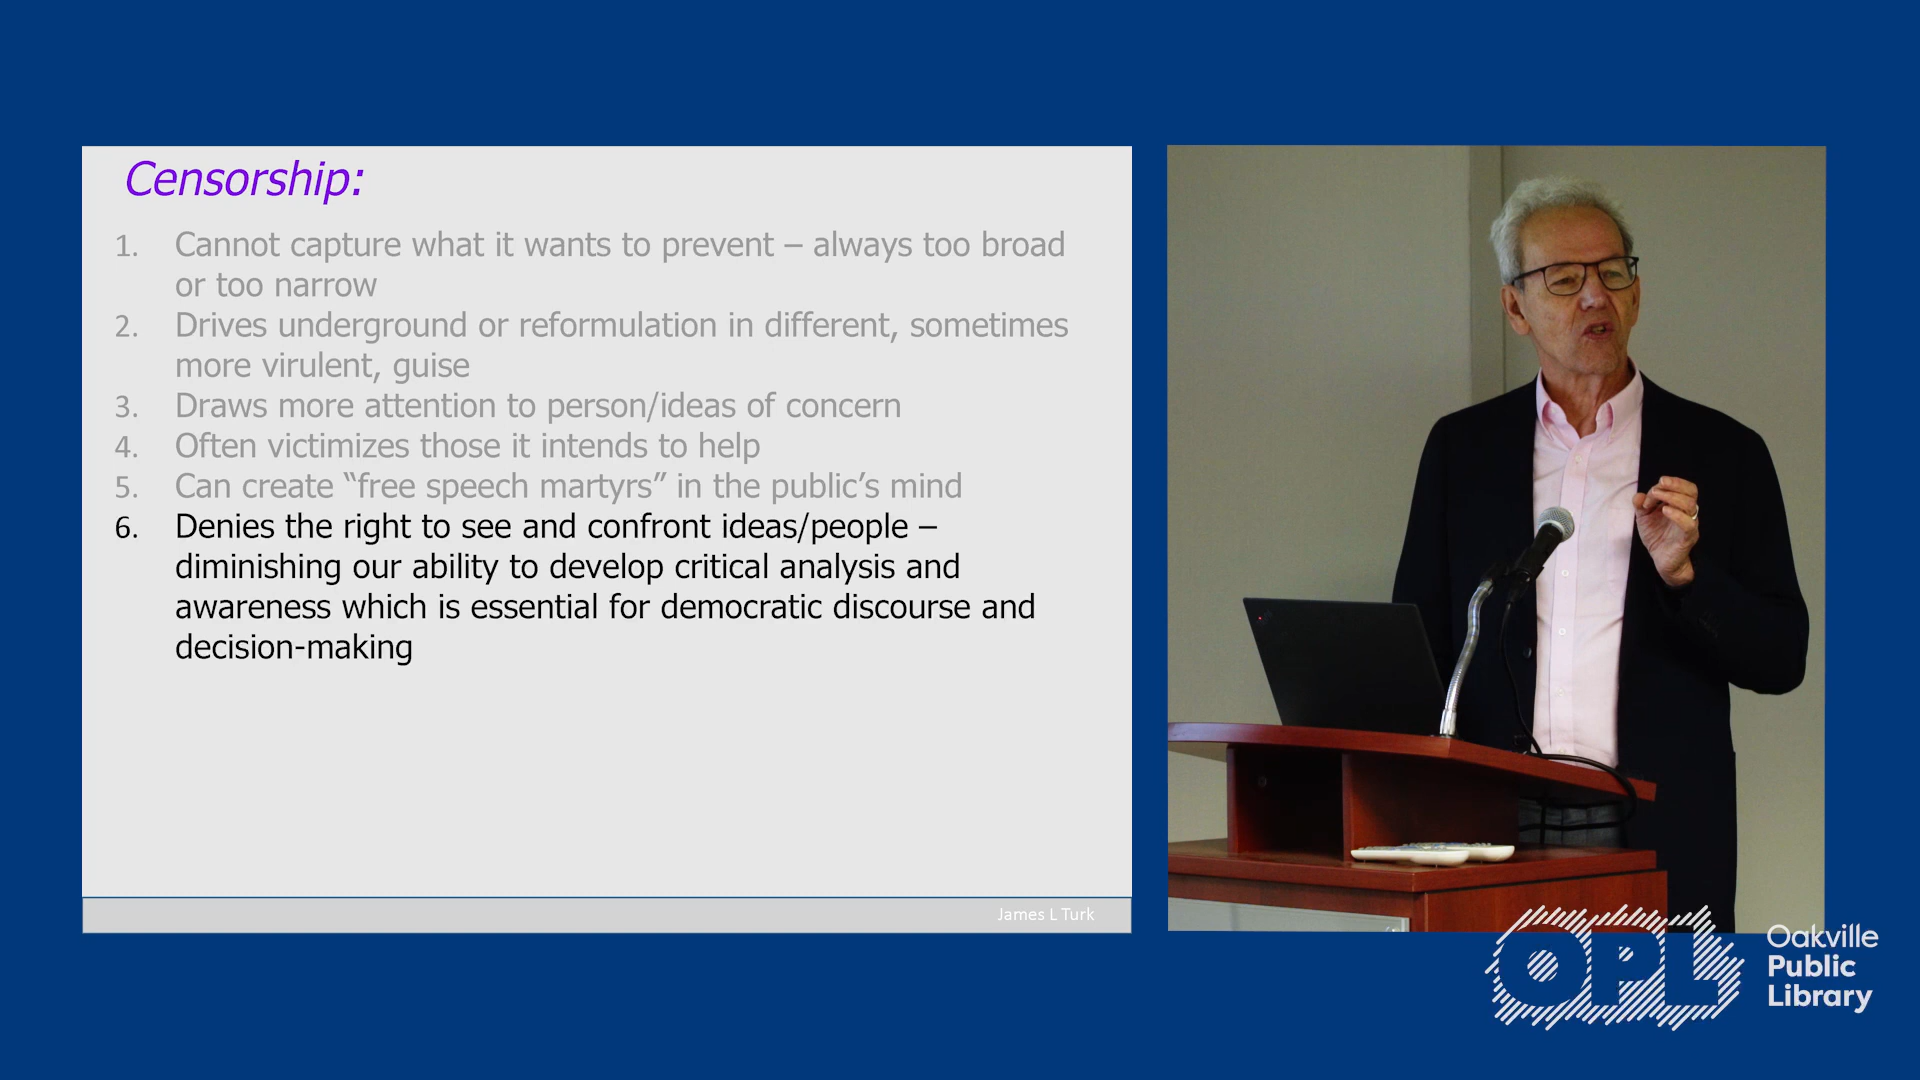 Censorship:
1. Cannot capture what it wants to prevent – always too broad
or too narrow
2. Drives underground or reformulation in different, sometimes
more virulent, guise
3. Draws more attention to person/ideas of concern
4. Often victimizes those it intends to help
5. Can create “free speech martyrs” in the public’s mind
6. Denies the right to see and confront ideas/people –
diminishing our ability to develop critical analysis and
awareness which is essential for democratic discourse and
decision-making
James L Turk
OPL
Oakville
Public
Library